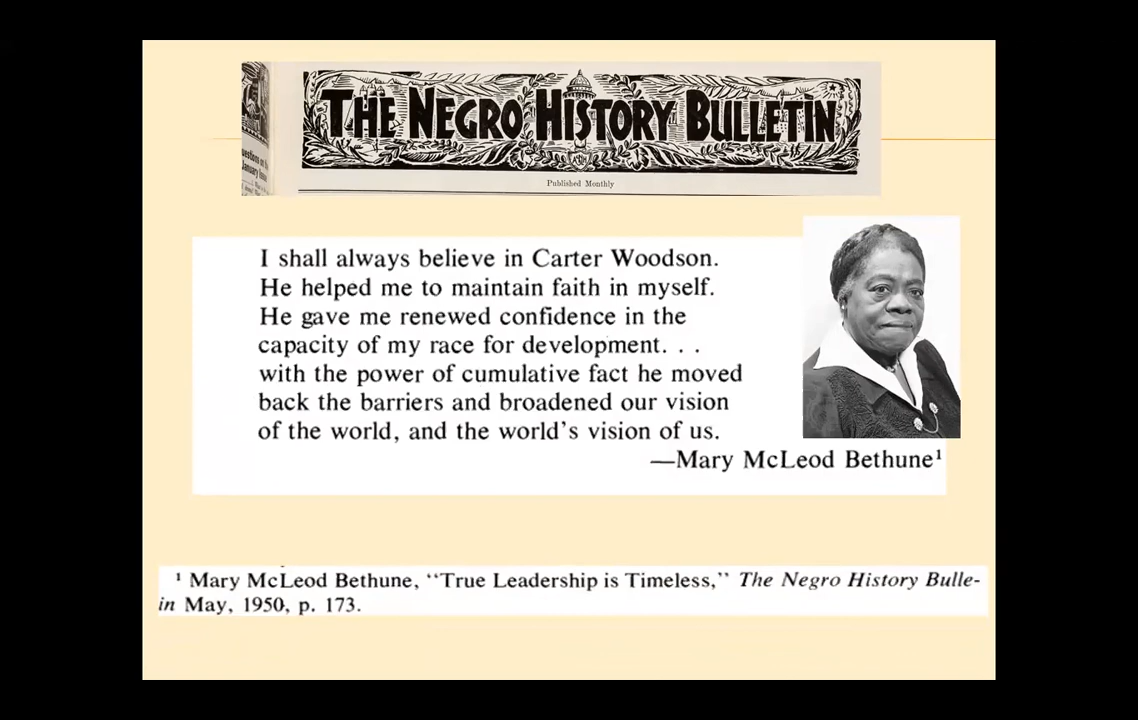 THE NEGRO HISTORY BULLETIN
Published Monthly
January
I shall always believe in Carter Woodson.
He helped me to maintain faith in myself.
He gave me renewed confidence in the
capacity of my race for development. . .
with the power of cumulative fact he moved
back the barriers and broadened our vision
of the world, and the world's vision of us.
—Mary McLeod Bethune¹
¹ Mary McLeod Bethune, “True Leadership is Timeless,” The Negro History Bulle-
in May, 1950, p. 173.